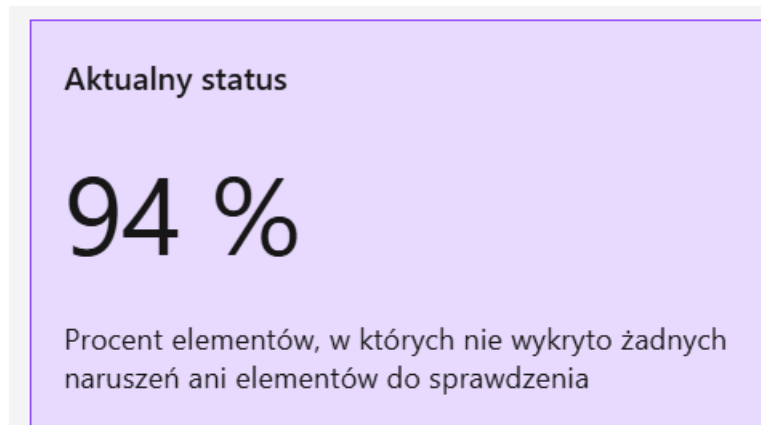 Aktualny status
94 %
Procent elementów, w których nie wykryto żadnych
naruszeń ani elementów do sprawdzenia